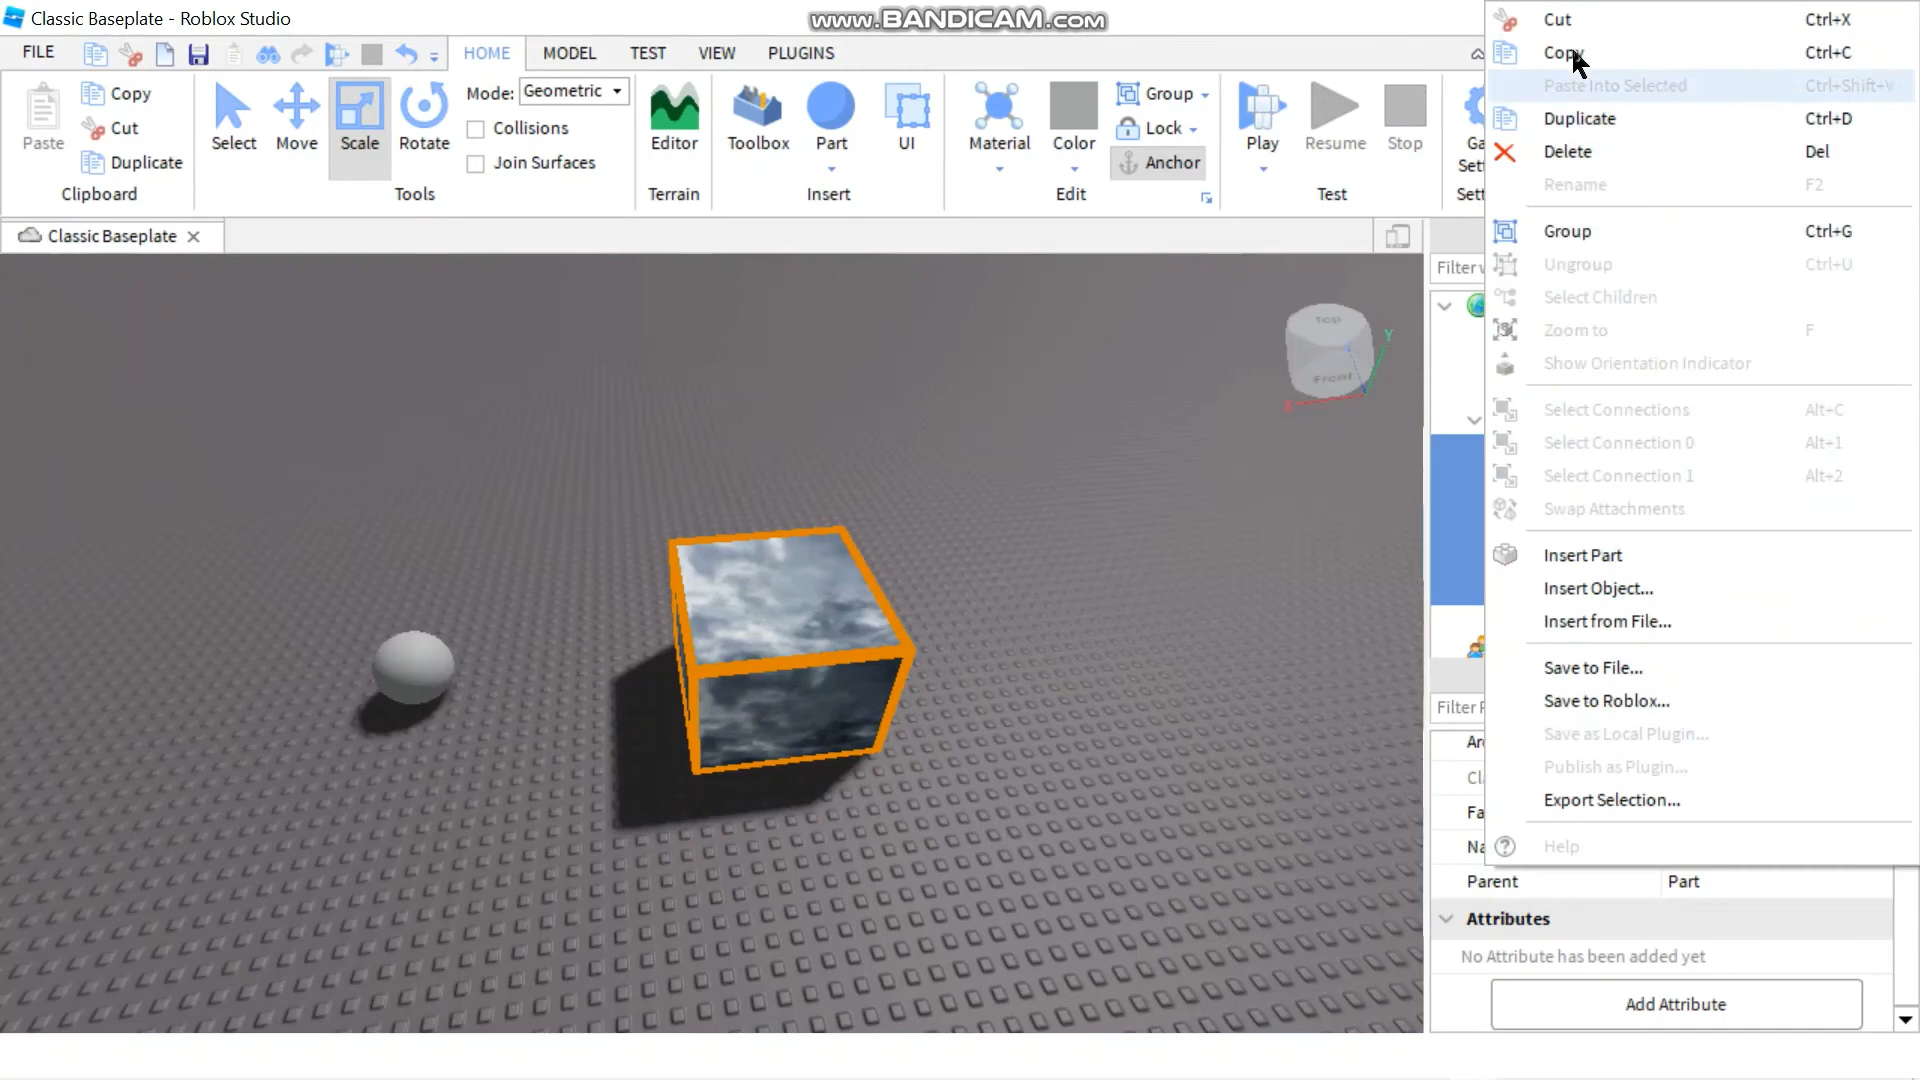 Classic Baseplate - Roblox Studio
www.BANDICAM.com
FILE
HOME
MODEL
TEST
VIEW
PLUGINS
Paste
Copy
Cut
Duplicate
Clipboard
Select
Move
Scale
Rotate
Mode: Geometric
Collisions
Join Surfaces
Tools
Editor
Terrain
Toolbox
Part
UI
Insert
Material
Color
Group
Lock
Anchor
Edit
Play
Resume
Stop
Test
Classic Baseplate
Top
Front
X
Y
Cut Ctrl+X
Copy Ctrl+C
Paste Into Selected Ctrl+Shift+V
Duplicate Ctrl+D
Delete Del
Rename F2
Group Ctrl+G
Ungroup Ctrl+U
Select Children
Zoom to F
Show Orientation Indicator
Select Connections Alt+C
Select Connection 0 Alt+1
Select Connection 1 Alt+2
Swap Attachments
Insert Part
Insert Object...
Insert from File...
Save to File...
Save to Roblox...
Save as Local Plugin...
Publish as Plugin...
Export Selection...
Help
Parent Part
Attributes
No Attribute has been added yet
Add Attribute